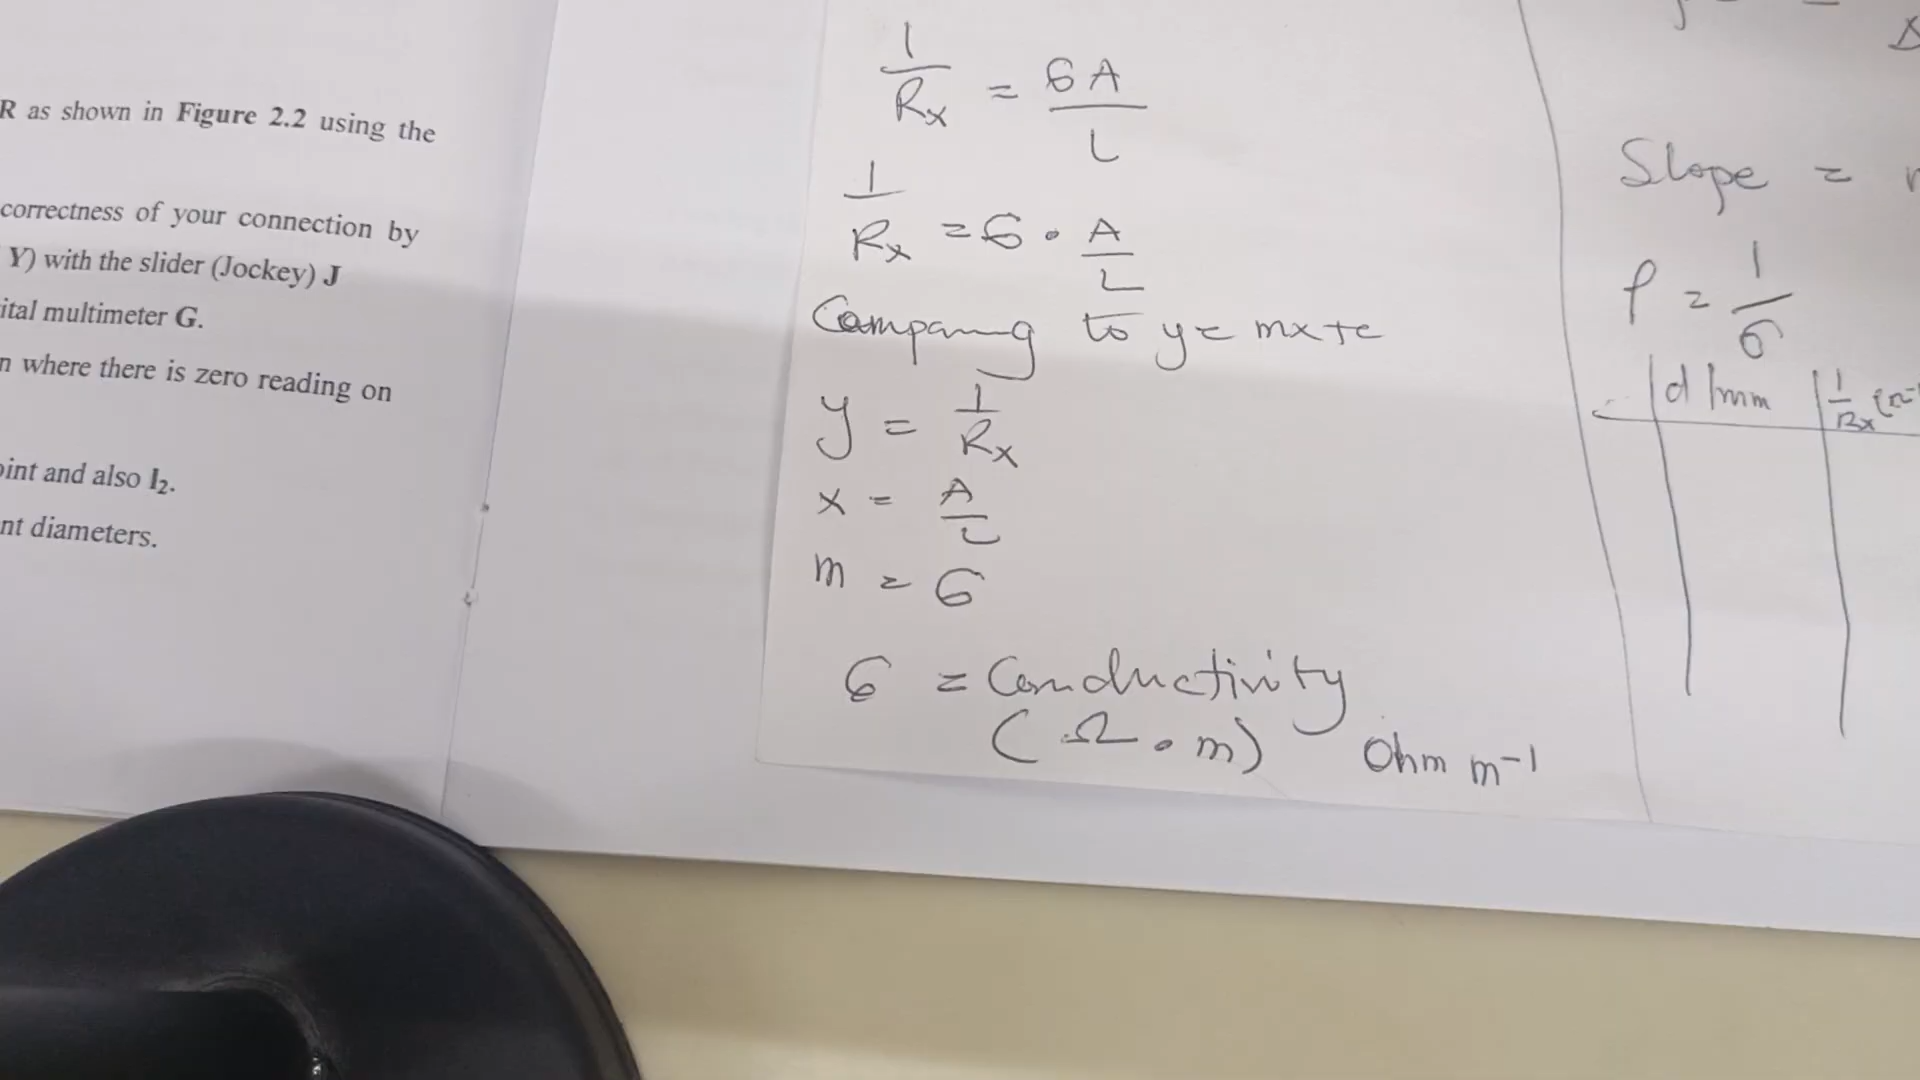 R as shown in Figure 2.2 using the
correctness of your connection by
Y) with the slider (Jockey) J
ital multimeter G.
n where there is zero reading on
oint and also l₂.
nt diameters.
1/Rx = σA/L
1/Rx = σ · A/L
Comparing to y = mx+c
y = 1/Rx
x = A/L
m = σ
σ = Conductivity
(Ω · m) Ohm m⁻¹
Slope =
ρ = 1/σ
d/mm | 1/Rx (Ω⁻¹